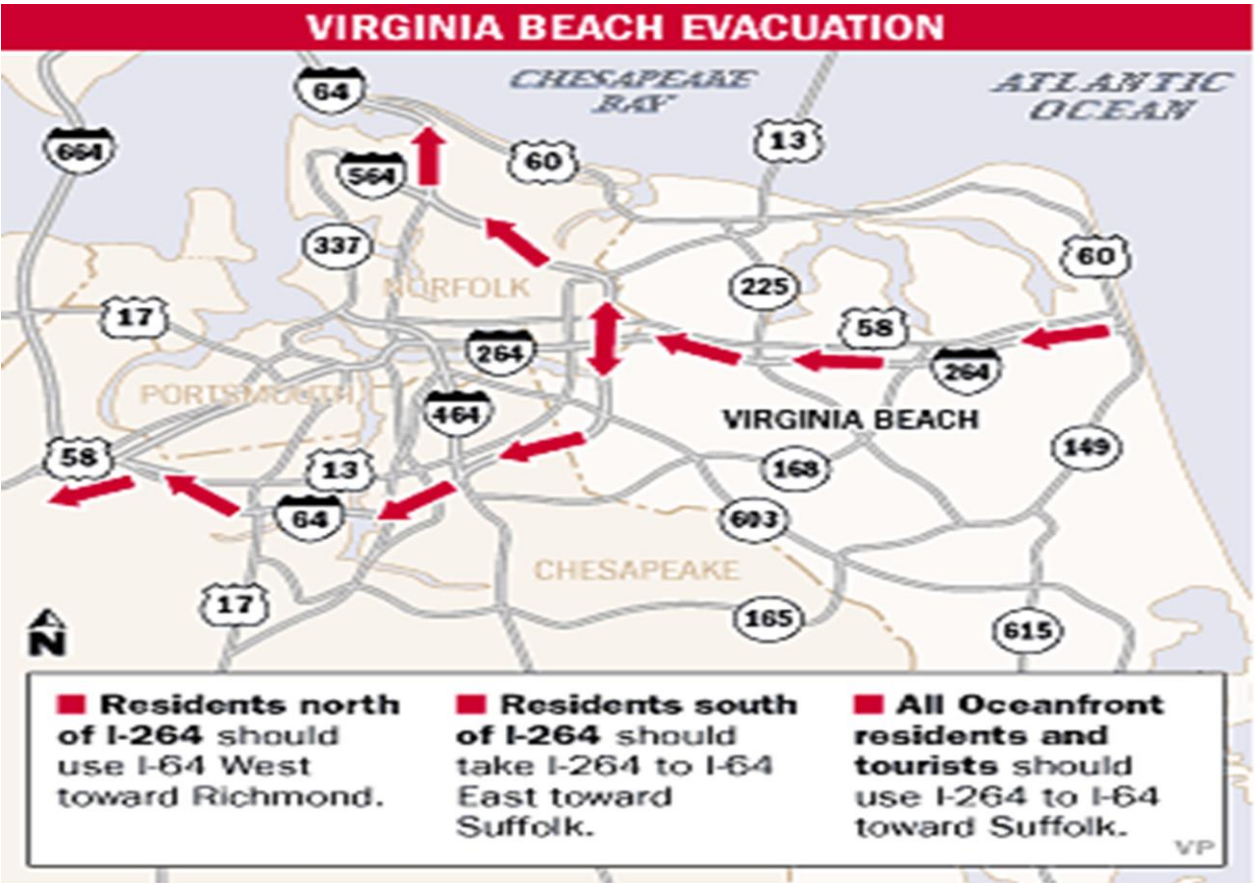 VIRGINIA BEACH EVACUATION
64
CHESAPEAKE
BAY
ATLANTIC
OCEAN
664
13
60
564
337
60
NORFOLK
225
17
58
264
264
PORTSMOUTH
464
VIRGINIA BEACH
58
149
13
168
64
603
CHESAPEAKE
17
165
615
N
Residents north
of I-264 should
use I-64 West
toward Richmond.
Residents south
of I-264 should
take I-264 to I-64
East toward
Suffolk.
All Oceanfront
residents and
tourists should
use I-264 to I-64
toward Suffolk.
VP